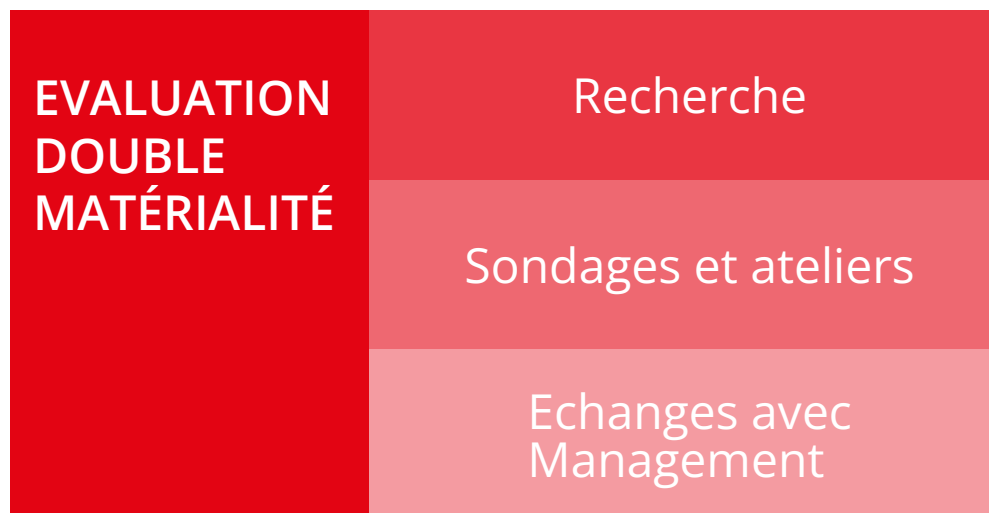 EVALUATION
DOUBLE
MATÉRIALITÉ
Recherche
Sondages et ateliers
Echanges avec
Management